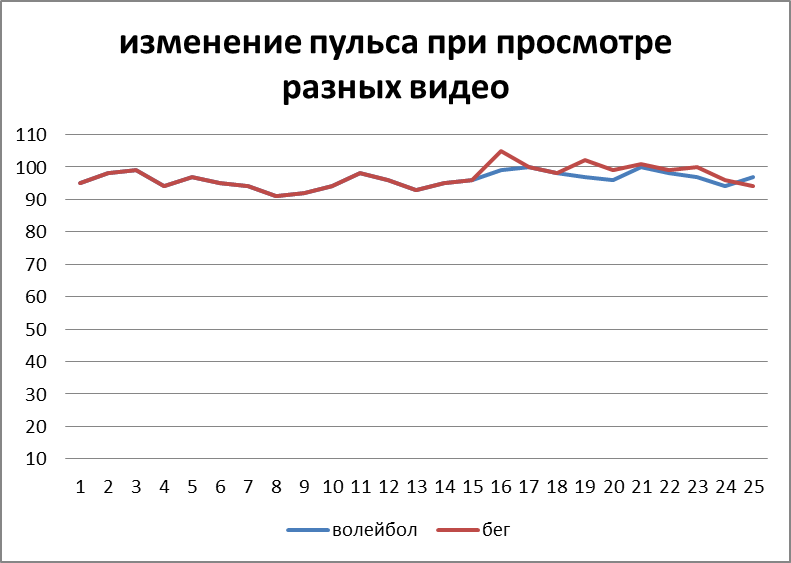 изменение пульса при просмотре
разных видео
110
100
90
80
70
60
50
40
30
20
10
1 2 3 4 5 6 7 8 9 10 11 12 13 14 15 16 17 18 19 20 21 22 23 24 25
волейбол бег